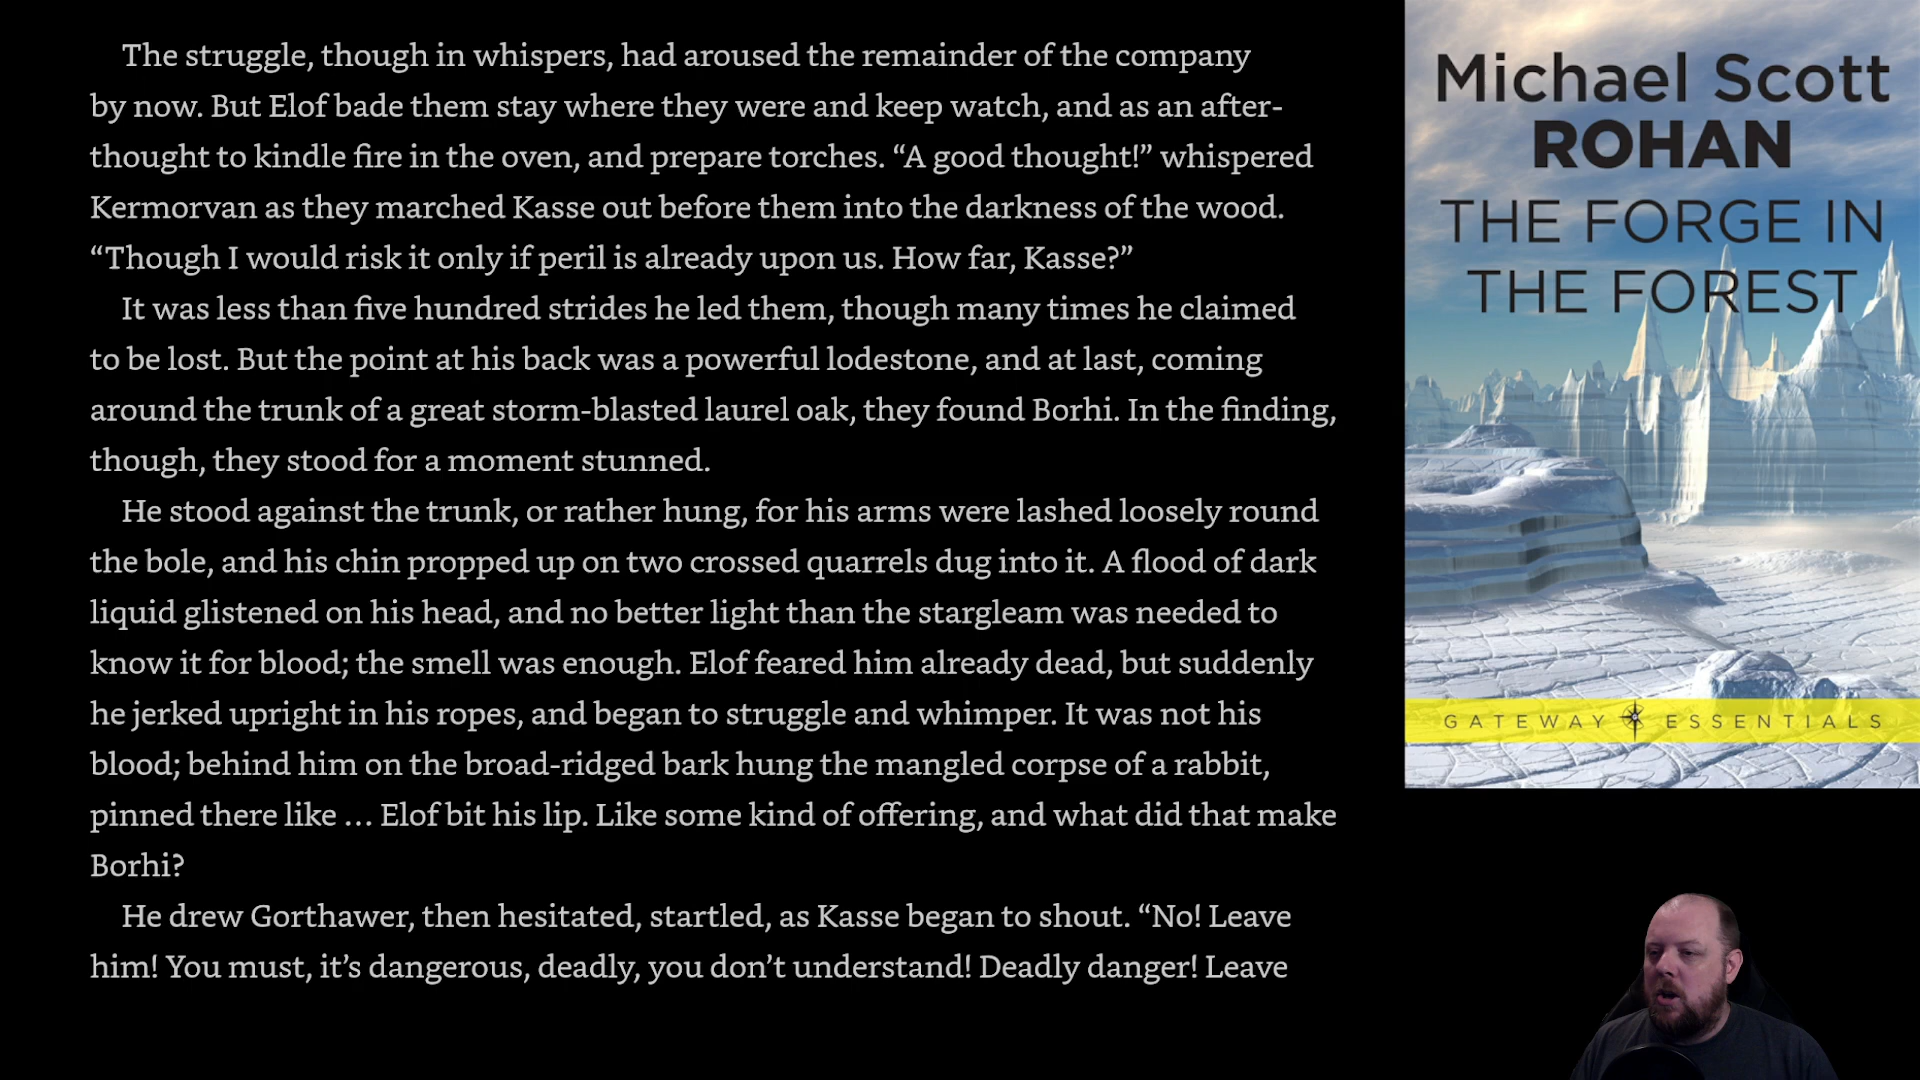 The struggle, though in whispers, had aroused the remainder of the company
by now. But Elof bade them stay where they were and keep watch, and as an after-
thought to kindle fire in the oven, and prepare torches. “A good thought!” whispered
Kermorvan as they marched Kasse out before them into the darkness of the wood.
“Though I would risk it only if peril is already upon us. How far, Kasse?”
It was less than five hundred strides he led them, though many times he claimed
to be lost. But the point at his back was a powerful lodestone, and at last, coming
around the trunk of a great storm-blasted laurel oak, they found Borhi. In the finding,
though, they stood for a moment stunned.
He stood against the trunk, or rather hung, for his arms were lashed loosely round
the bole, and his chin propped up on two crossed quarrels dug into it. A flood of dark
liquid glistened on his head, and no better light than the stargleam was needed to
know it for blood; the smell was enough. Elof feared him already dead, but suddenly
he jerked upright in his ropes, and began to struggle and whimper. It was not his
blood; behind him on the broad-ridged bark hung the mangled corpse of a rabbit,
pinned there like … Elof bit his lip. Like some kind of offering, and what did that make
Borhi?
He drew Gorthawer, then hesitated, startled, as Kasse began to shout. “No! Leave
him! You must, it’s dangerous, deadly, you don’t understand! Deadly danger! Leave
Michael Scott
ROHAN
THE FORGE IN
THE FOREST
GATEWAY ESSENTIALS